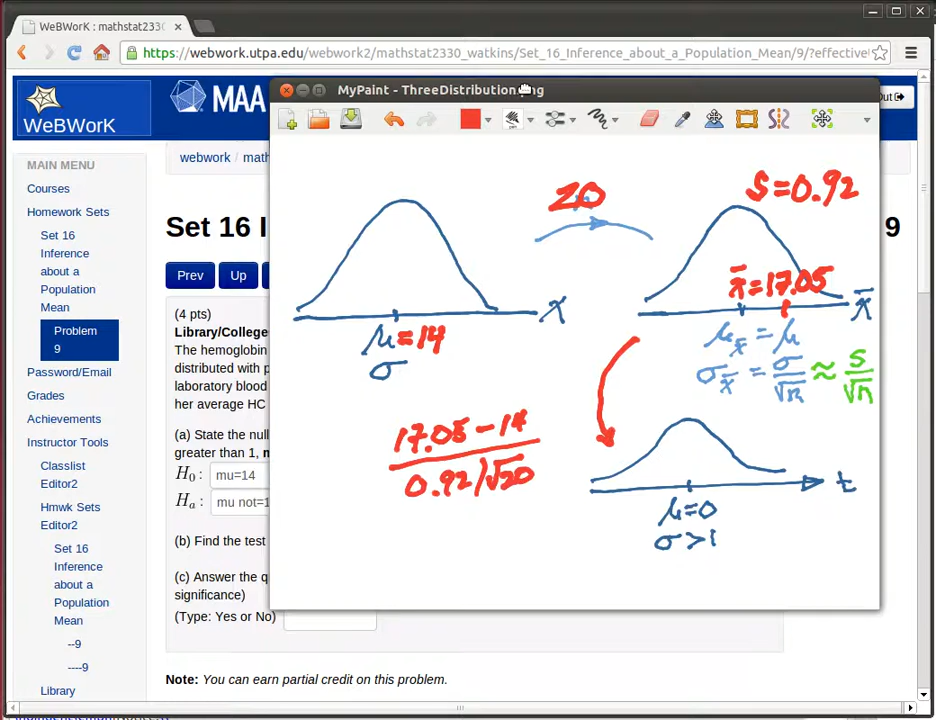 WeBWorK : mathstat233
https://webwork.utpa.edu/webwork2/mathstat2330_watkins/Set_16_Inference_about_a_Population_Mean/9/?effective
WeBWorK
MAA
MyPaint - ThreeDistribution
ng
Out
MAIN MENU
Courses
Homework Sets
Set 16
Inference
about a
Population
Mean
Problem
9
Password/Email
Grades
Achievements
Instructor Tools
Classlist
Editor2
Hmwk Sets
Editor2
Set 16
Inference
about a
Population
Mean
--9
----9
Library
webwork / math
Set 16 I
9
Prev Up
(4 pts)
Library/College
The hemoglobin
distributed with p
laboratory blood
her average HC
(a) State the null
greater than 1, m
H0 : mu=14
Ha : mu not=1
(b) Find the test
(c) Answer the q
significance)
(Type: Yes or No)
Note: You can earn partial credit on this problem.
20
s=0.92
x̄=17.05
x
x̄
μ=14
σ
μx̄ = μ
σx̄ = σ/√n ≈ s/√n
17.05-14
0.92/√20
t
μ=0
σ>1